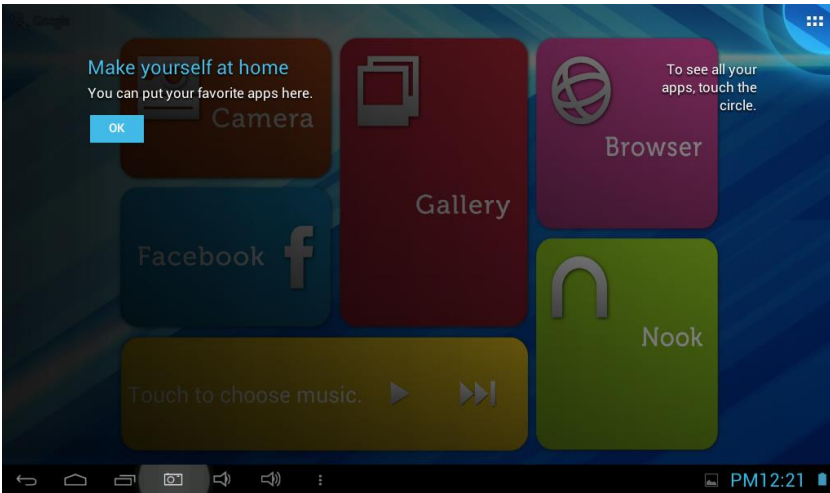 Google
Make yourself at home
You can put your favorite apps here.
OK
To see all your
apps, touch the
circle.
Camera
Gallery
Browser
Facebook
Nook
Touch to choose music.
PM12:21